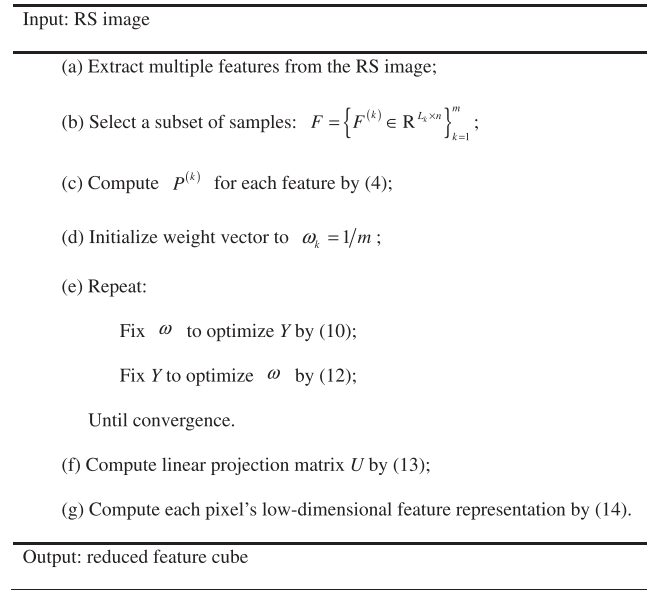 Input: RS image
(a) Extract multiple features from the RS image;
(b) Select a subset of samples: F = {F^(k) ∈ R^{L_k×n}}_{k=1}^m ;
(c) Compute P^(k) for each feature by (4);
(d) Initialize weight vector to ω_k = 1/m ;
(e) Repeat:
Fix ω to optimize Y by (10);
Fix Y to optimize ω by (12);
Until convergence.
(f) Compute linear projection matrix U by (13);
(g) Compute each pixel’s low-dimensional feature representation by (14).
Output: reduced feature cube